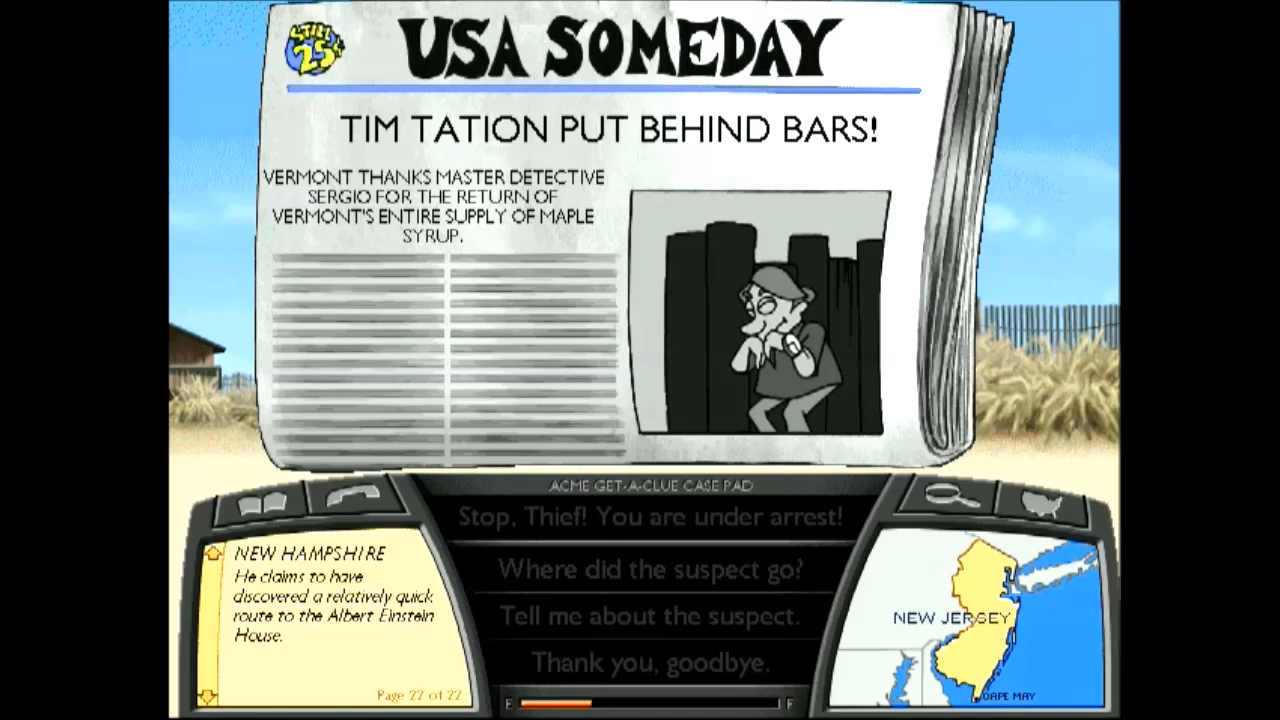 STILL 25¢
USA SOMEDAY
TIM TATION PUT BEHIND BARS!
VERMONT THANKS MASTER DETECTIVE
SERGIO FOR THE RETURN OF
VERMONT'S ENTIRE SUPPLY OF MAPLE
SYRUP.
ACME GET-A-CLUE CASE PAD
Stop, Thief! You are under arrest!
Where did the suspect go?
Tell me about the suspect.
Thank you, goodbye.
E F
NEW HAMPSHIRE
He claims to have
discovered a relatively quick
route to the Albert Einstein
House.
Page 22 of 22
NEW JERSEY
CAPE MAY